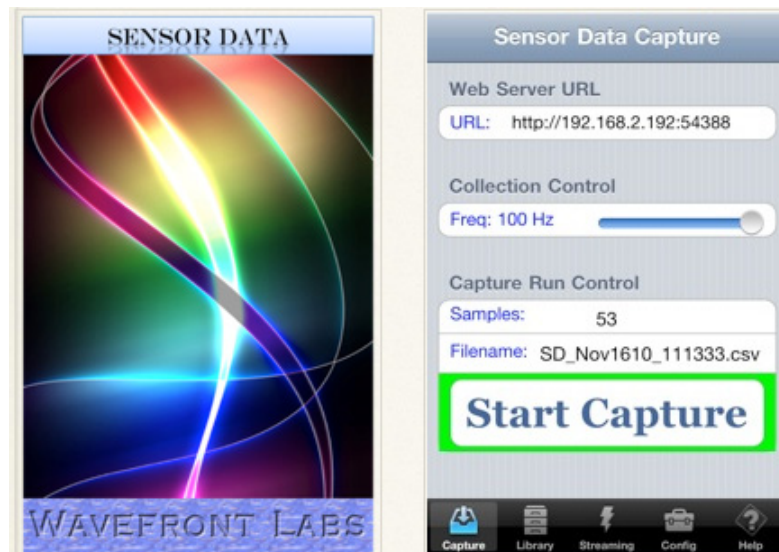 SENSOR DATA
WAVEFRONT LABS
Sensor Data Capture
Web Server URL
URL: http://192.168.2.192:54388
Collection Control
Freq: 100 Hz
Capture Run Control
Samples: 53
Filename: SD_Nov1610_111333.csv
Start Capture
Capture Library Streaming Config Help